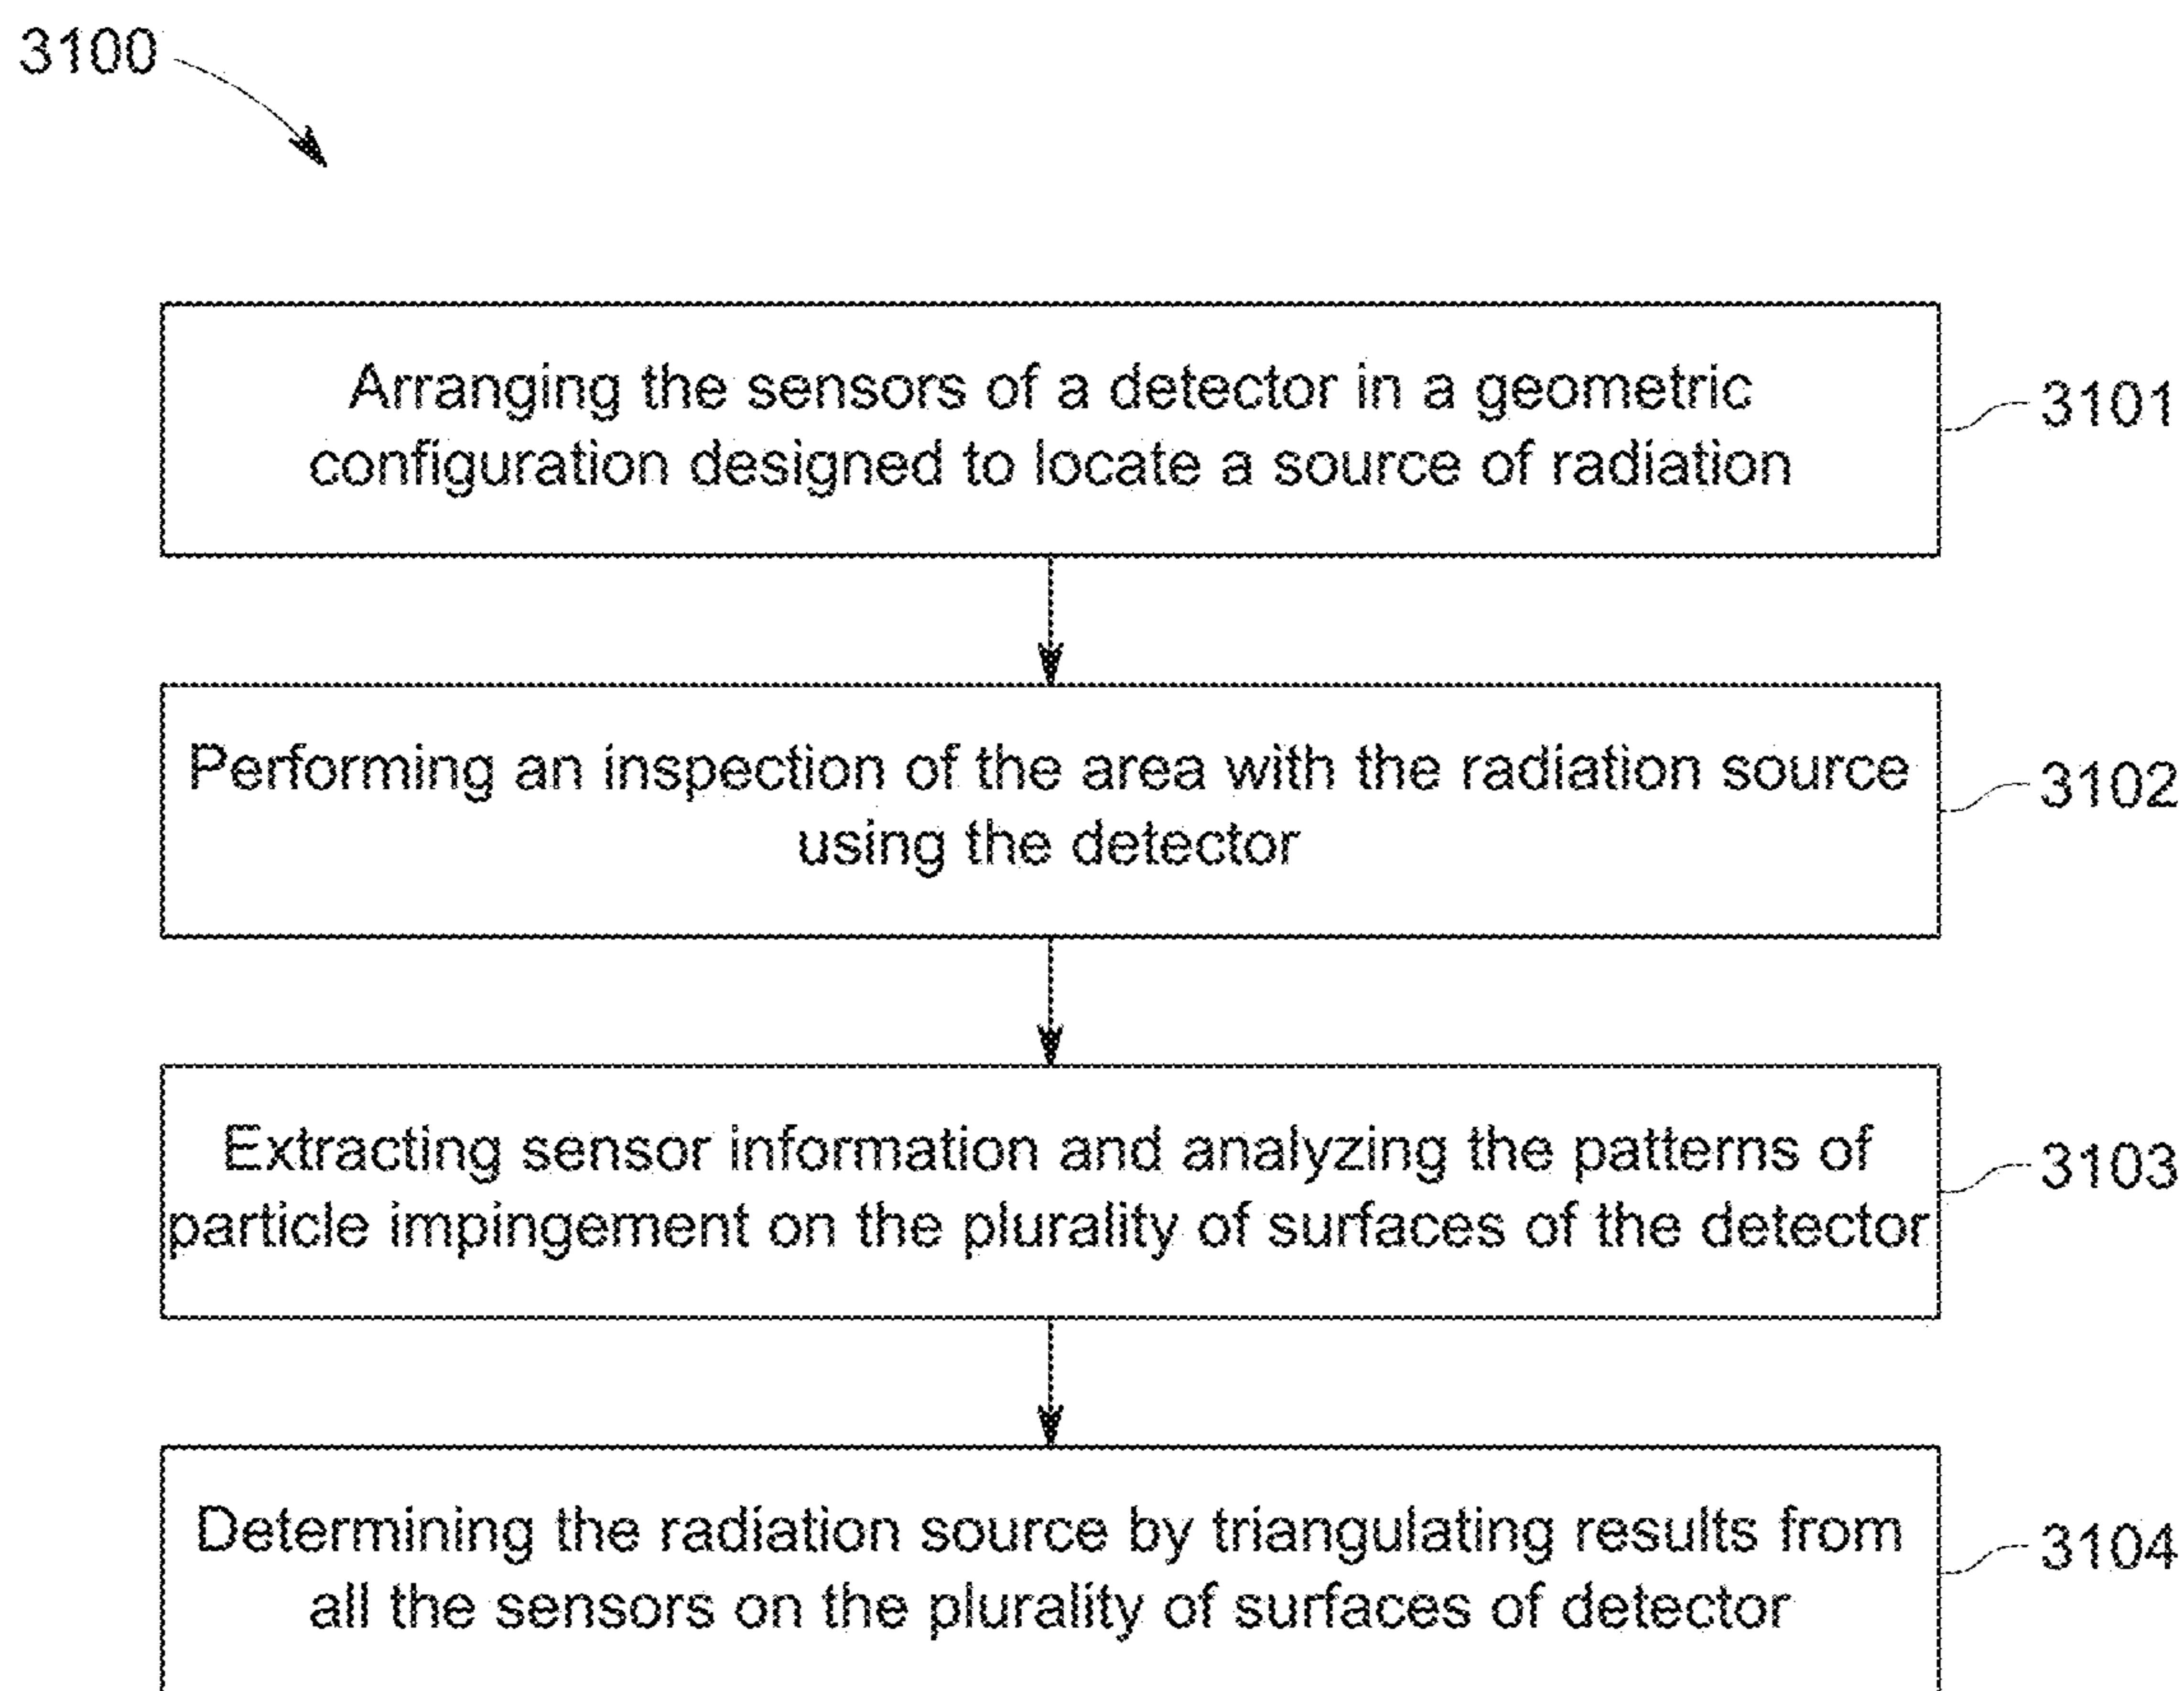 3100
Arranging the sensors of a detector in a geometric
configuration designed to locate a source of radiation
3101
Performing an inspection of the area with the radiation source
using the detector
3102
Extracting sensor information and analyzing the patterns of
particle impingement on the plurality of surfaces of the detector
3103
Determining the radiation source by triangulating results from
all the sensors on the plurality of surfaces of detector
3104